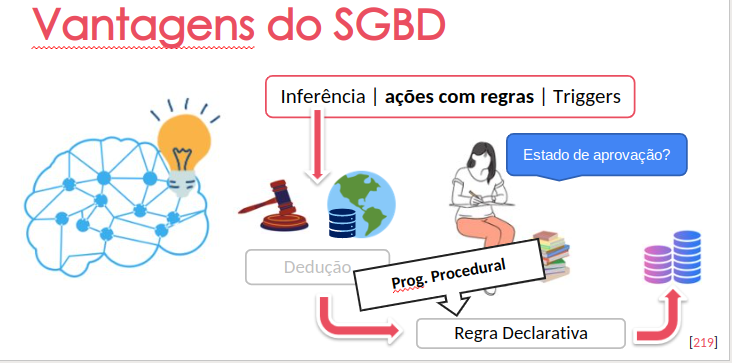 Vantagens do SGBD
Inferência | ações com regras | Triggers
Estado de aprovação?
Dedução
Prog. Procedural
Regra Declarativa
[219]